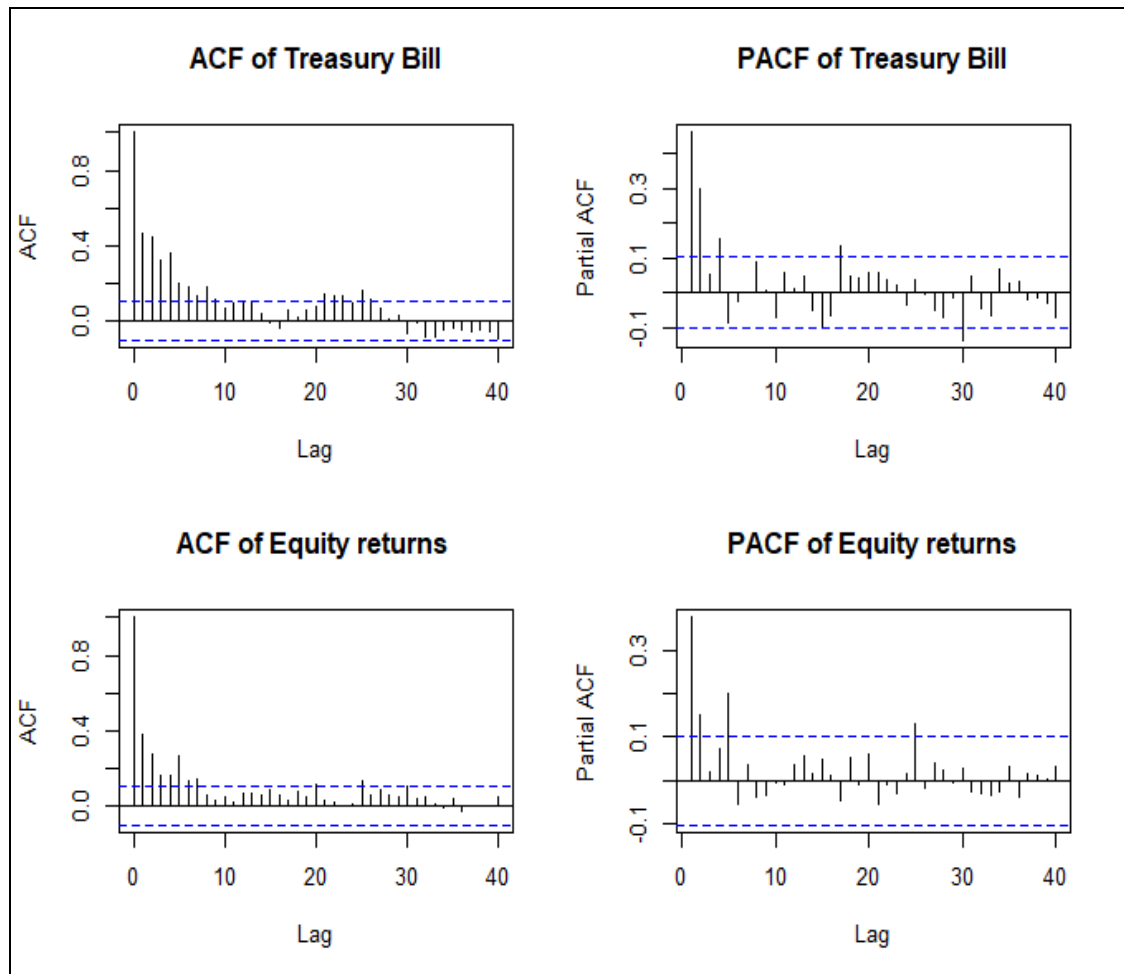 ACF of Treasury Bill
ACF
0.0 0.4 0.8
0 10 20 30 40
Lag
PACF of Treasury Bill
Partial ACF
-0.1 0.1 0.3
0 10 20 30 40
Lag
ACF of Equity returns
ACF
0.0 0.4 0.8
0 10 20 30 40
Lag
PACF of Equity returns
Partial ACF
-0.1 0.1 0.3
0 10 20 30 40
Lag